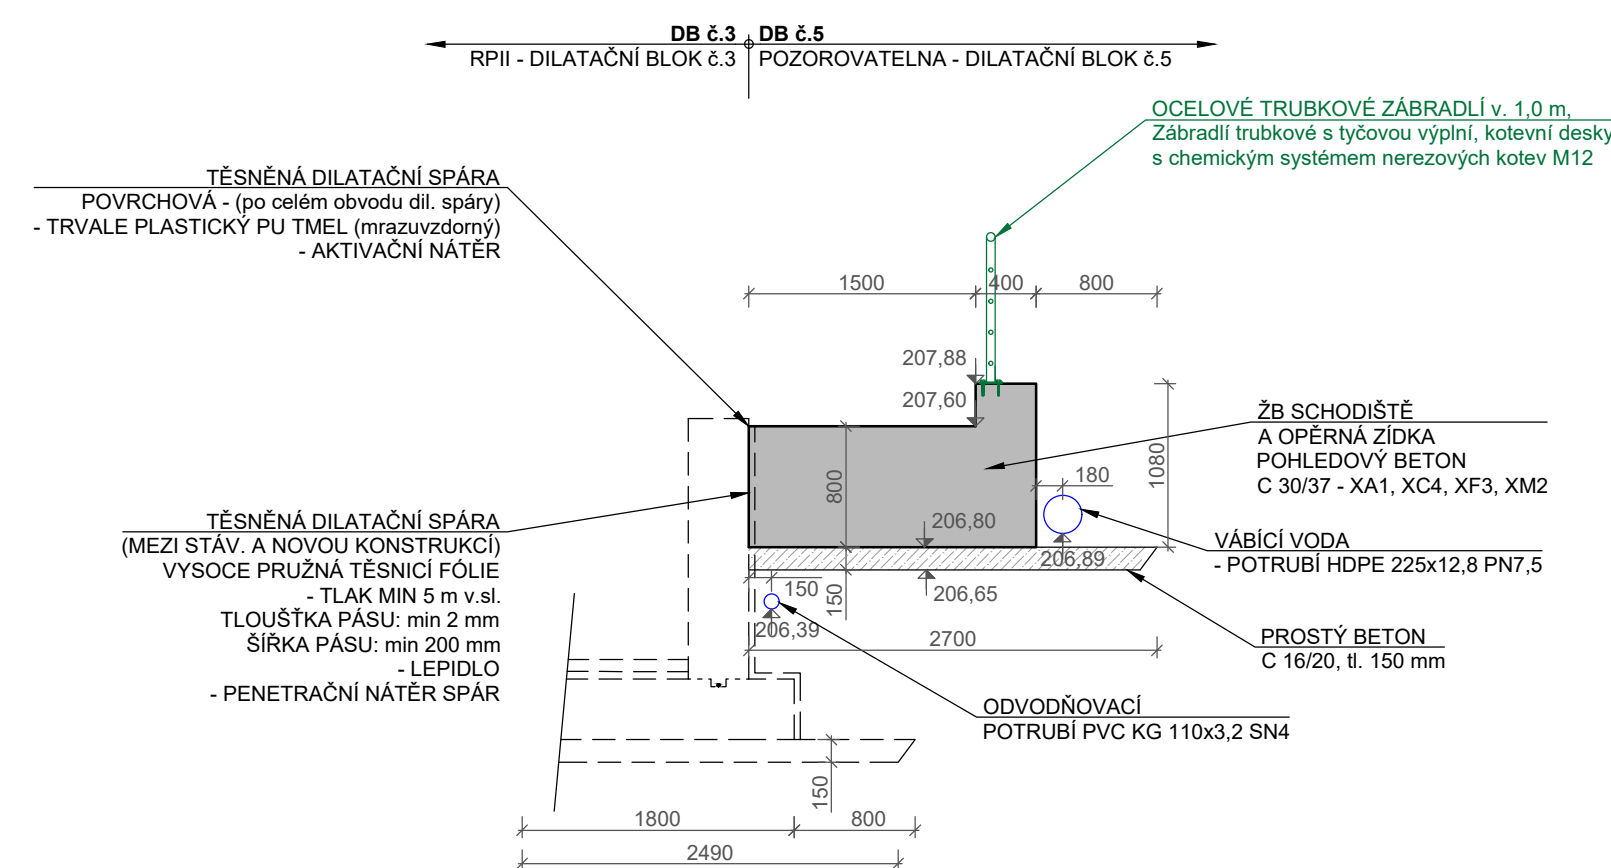 DB č.3 DB č.5
RPII - DILATAČNÍ BLOK č.3 POZOROVATELNA - DILATAČNÍ BLOK č.5
OCELOVÉ TRUBKOVÉ ZÁBRADLÍ v. 1,0 m,
Zábradlí trubkové s tyčovou výplní, kotevní desky
s chemickým systémem nerezových kotev M12
TĚSNĚNÁ DILATAČNÍ SPÁRA
POVRCHOVÁ - (po celém obvodu dil. spáry)
- TRVALE PLASTICKÝ PU TMEL (mrazuvzdorný)
- AKTIVAČNÍ NÁTĚR
1500 400 800
207,88
207,60
800
1080
180
206,80
206,89
206,65
150
150
206,39
2700
ŽB SCHODIŠTĚ
A OPĚRNÁ ZÍDKA
POHLEDOVÝ BETON
C 30/37 - XA1, XC4, XF3, XM2
VÁBÍCÍ VODA
- POTRUBÍ HDPE 225x12,8 PN7,5
TĚSNĚNÁ DILATAČNÍ SPÁRA
(MEZI STÁV. A NOVOU KONSTRUKCÍ)
VYSOCE PRUŽNÁ TĚSNICÍ FÓLIE
- TLAK MIN 5 m v.sl.
TLOUŠŤKA PÁSU: min 2 mm
ŠÍŘKA PÁSU: min 200 mm
- LEPIDLO
- PENETRAČNÍ NÁTĚR SPÁR
PROSTÝ BETON
C 16/20, tl. 150 mm
ODVODŇOVACÍ
POTRUBÍ PVC KG 110x3,2 SN4
150
1800 800
2490